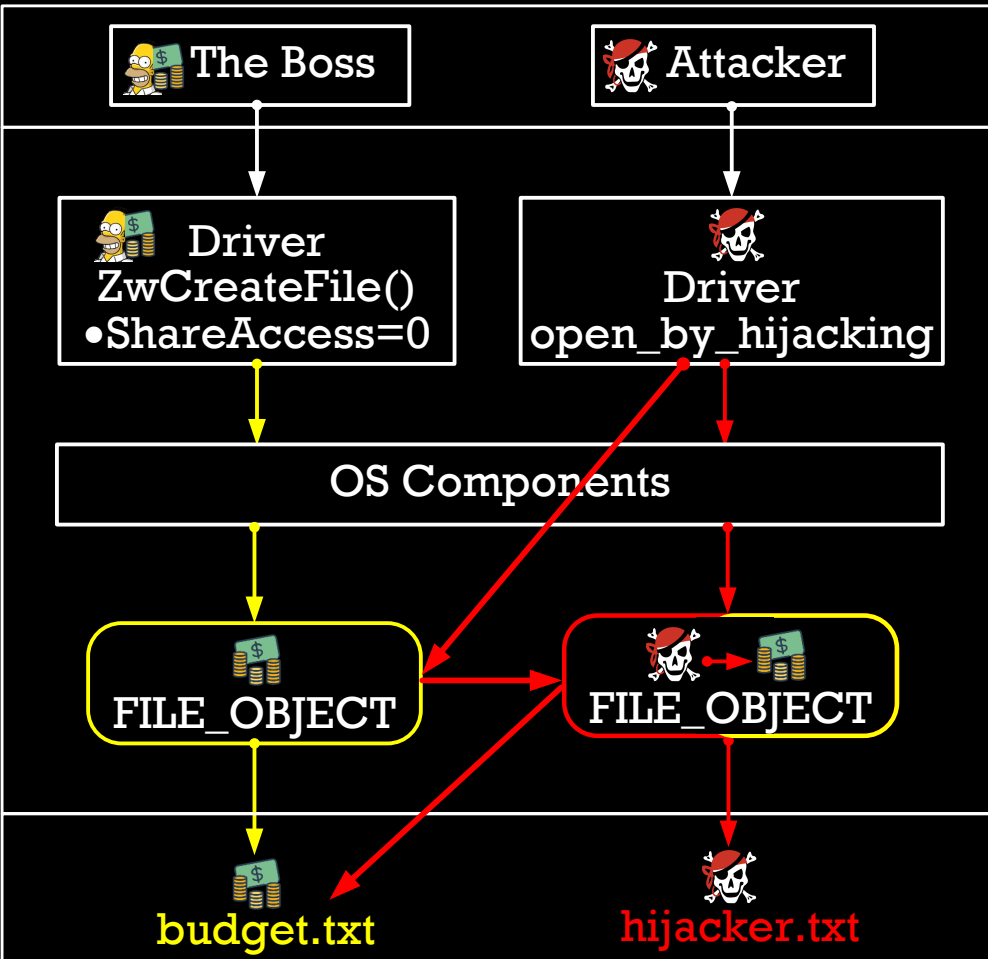 The Boss
Attacker
Driver
ZwCreateFile()
•ShareAccess=0
Driver
open_by_hijacking
OS Components
$
FILE_OBJECT
$
FILE_OBJECT
$
budget.txt
hijacker.txt